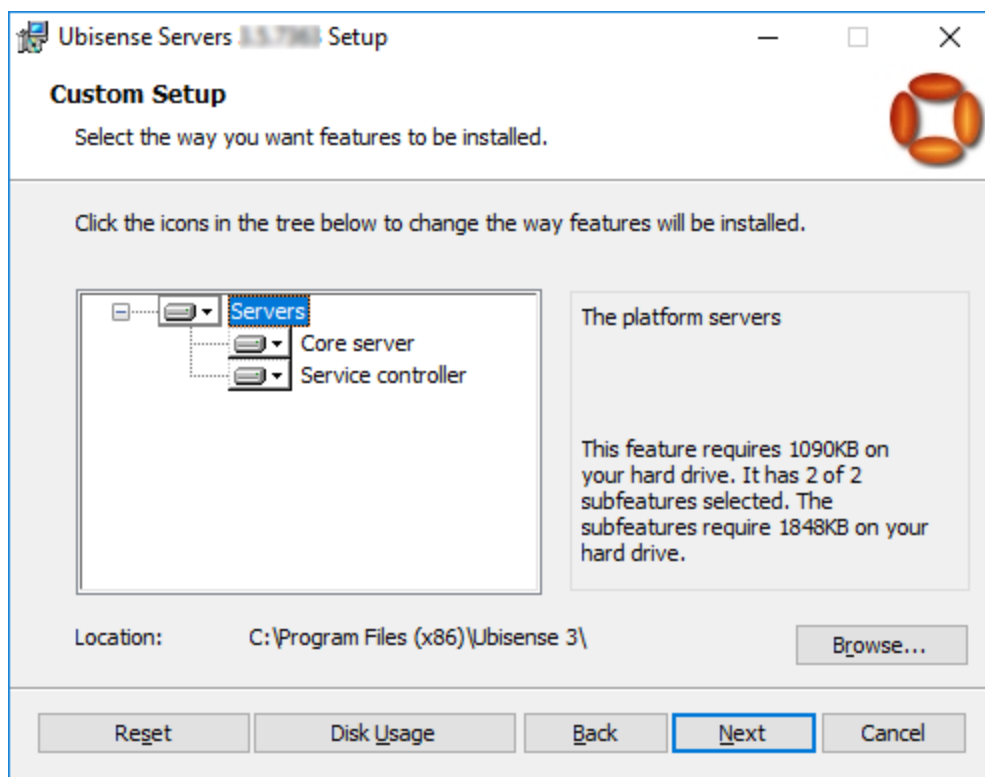 Ubisense Servers Setup
Custom Setup
Select the way you want features to be installed.
Click the icons in the tree below to change the way features will be installed.
Servers
Core server
Service controller
The platform servers
This feature requires 1090KB on
your hard drive. It has 2 of 2
subfeatures selected. The
subfeatures require 1848KB on your
hard drive.
Location: C:\Program Files (x86)\Ubisense 3\
Browse...
Reset Disk Usage Back Next Cancel